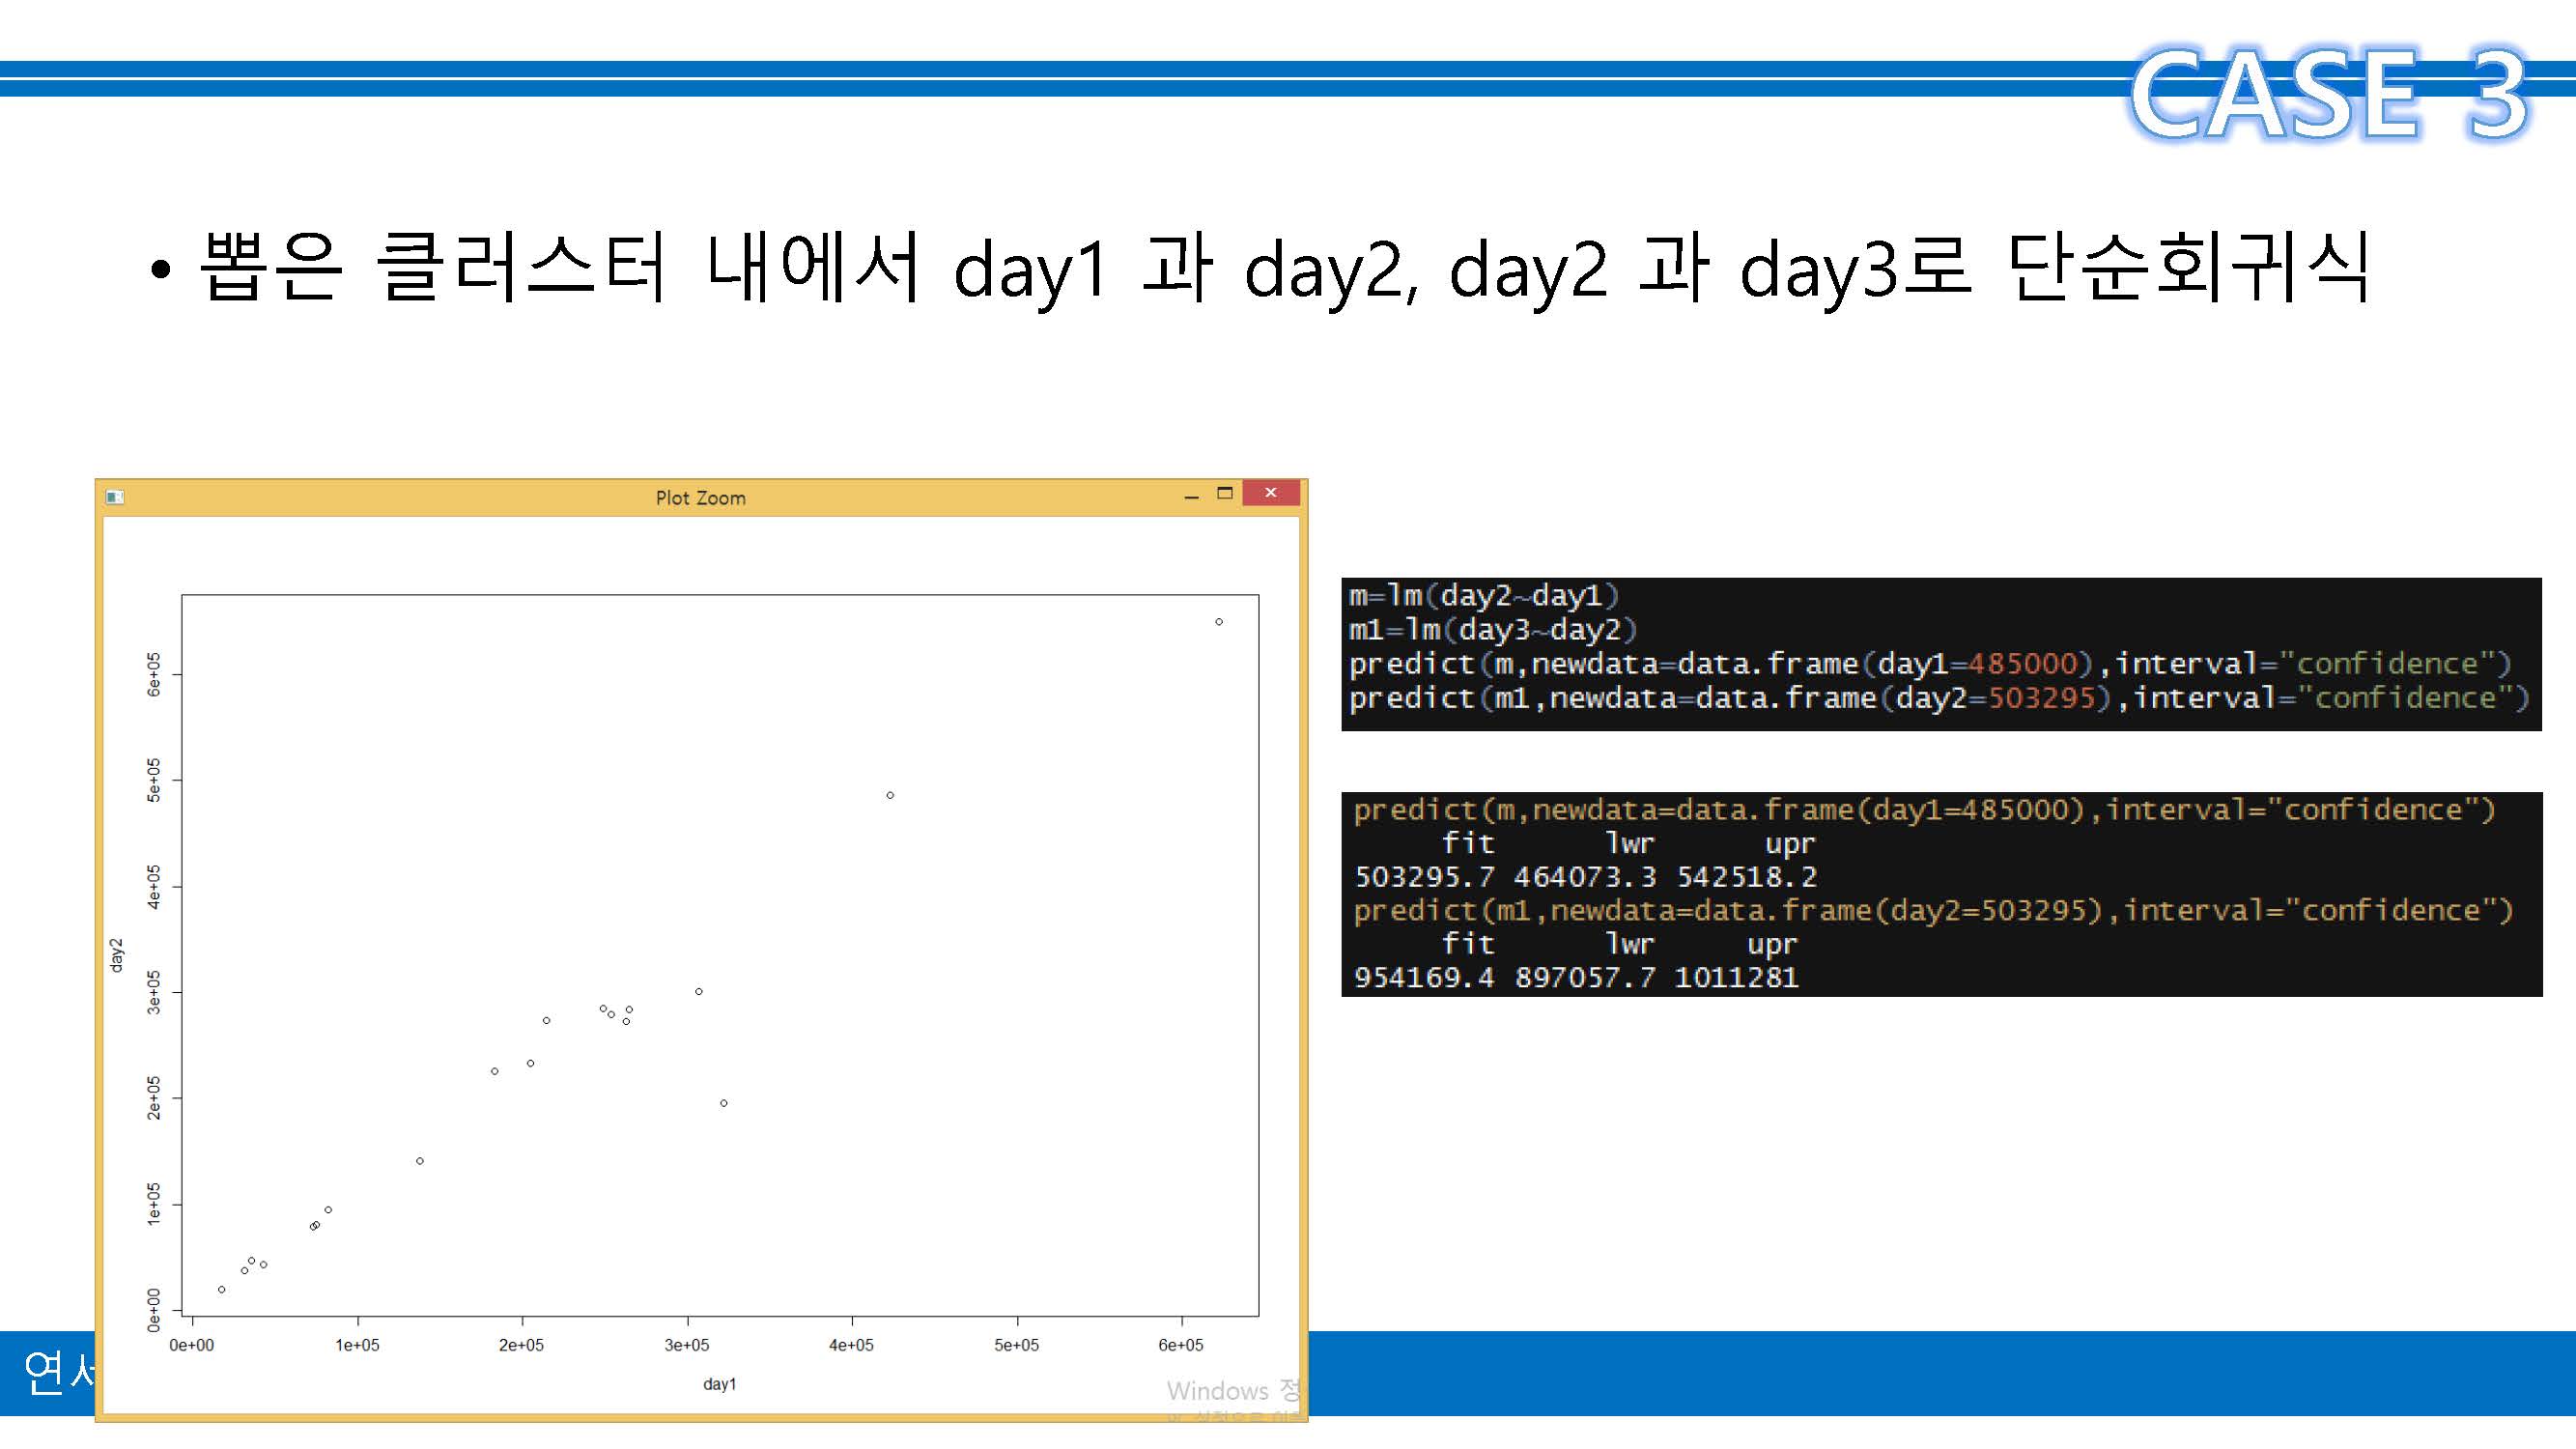 CASE 3
• 뽑은 클러스터 내에서 day1 과 day2, day2 과 day3로 단순회귀식
Plot Zoom
m=lm(day2~day1)
m1=lm(day3~day2)
predict(m,newdata=data.frame(day1=485000),interval="confidence")
predict(m1,newdata=data.frame(day2=503295),interval="confidence")
predict(m,newdata=data.frame(day1=485000),interval="confidence")
fit lwr upr
503295.7 464073.3 542518.2
predict(m1,newdata=data.frame(day2=503295),interval="confidence")
fit lwr upr
954169.4 897057.7 1011281
6e+05
5e+05
4e+05
3e+05
2e+05
1e+05
0e+00
day2
0e+00 1e+05 2e+05 3e+05 4e+05 5e+05 6e+05
day1
Windows 정
연세